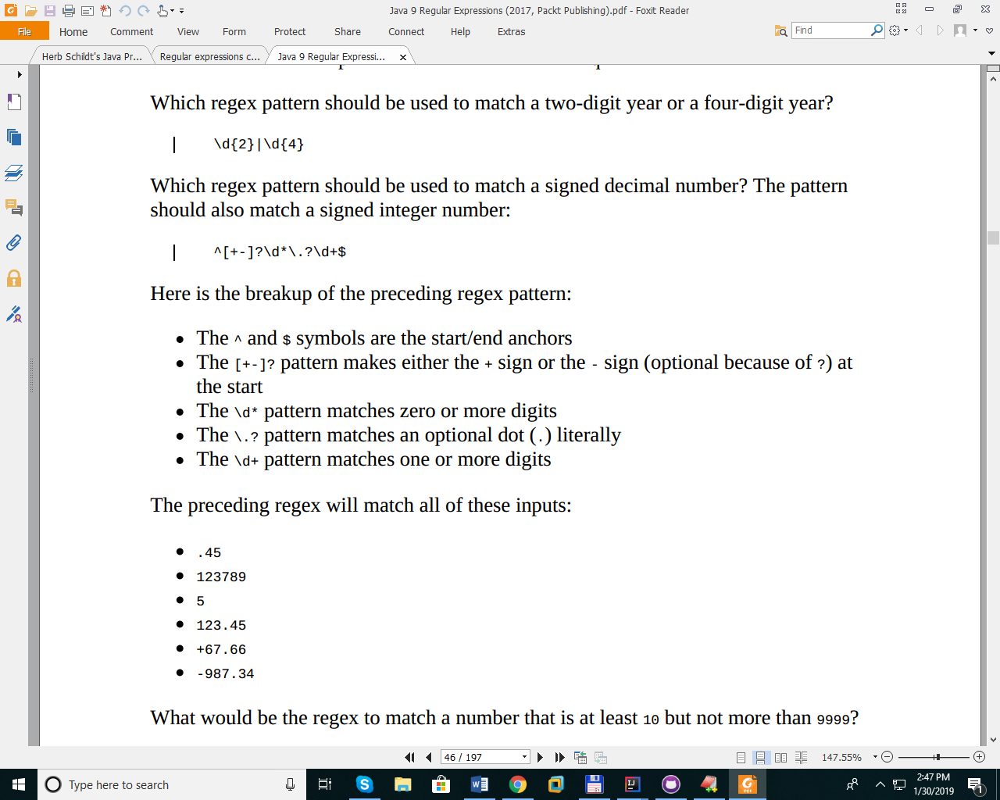 Java 9 Regular Expressions (2017, Packt Publishing).pdf - Foxit Reader
File Home Comment View Form Protect Share Connect Help Extras Find
Herb Schildt's Java Pr... Regular expressions c... Java 9 Regular Expressi... ×
Which regex pattern should be used to match a two-digit year or a four-digit year?
\d{2}|\d{4}
Which regex pattern should be used to match a signed decimal number? The pattern
should also match a signed integer number:
^[+-]?\d*\.?\d+$
Here is the breakup of the preceding regex pattern:
• The ^ and $ symbols are the start/end anchors
• The [+-]? pattern makes either the + sign or the - sign (optional because of ?) at
the start
• The \d* pattern matches zero or more digits
• The \.? pattern matches an optional dot (.) literally
• The \d+ pattern matches one or more digits
The preceding regex will match all of these inputs:
• .45
• 123789
• 5
• 123.45
• +67.66
• -987.34
What would be the regex to match a number that is at least 10 but not more than 9999?
46 / 197 147.55%
Type here to search
2:47 PM
1/30/2019